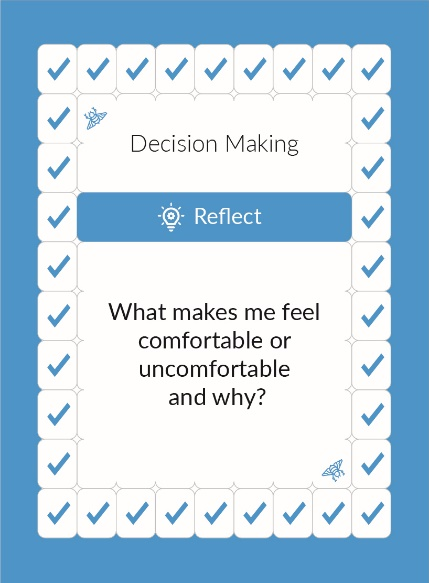 Decision Making
Reflect
What makes me feel
comfortable or
uncomfortable
and why?